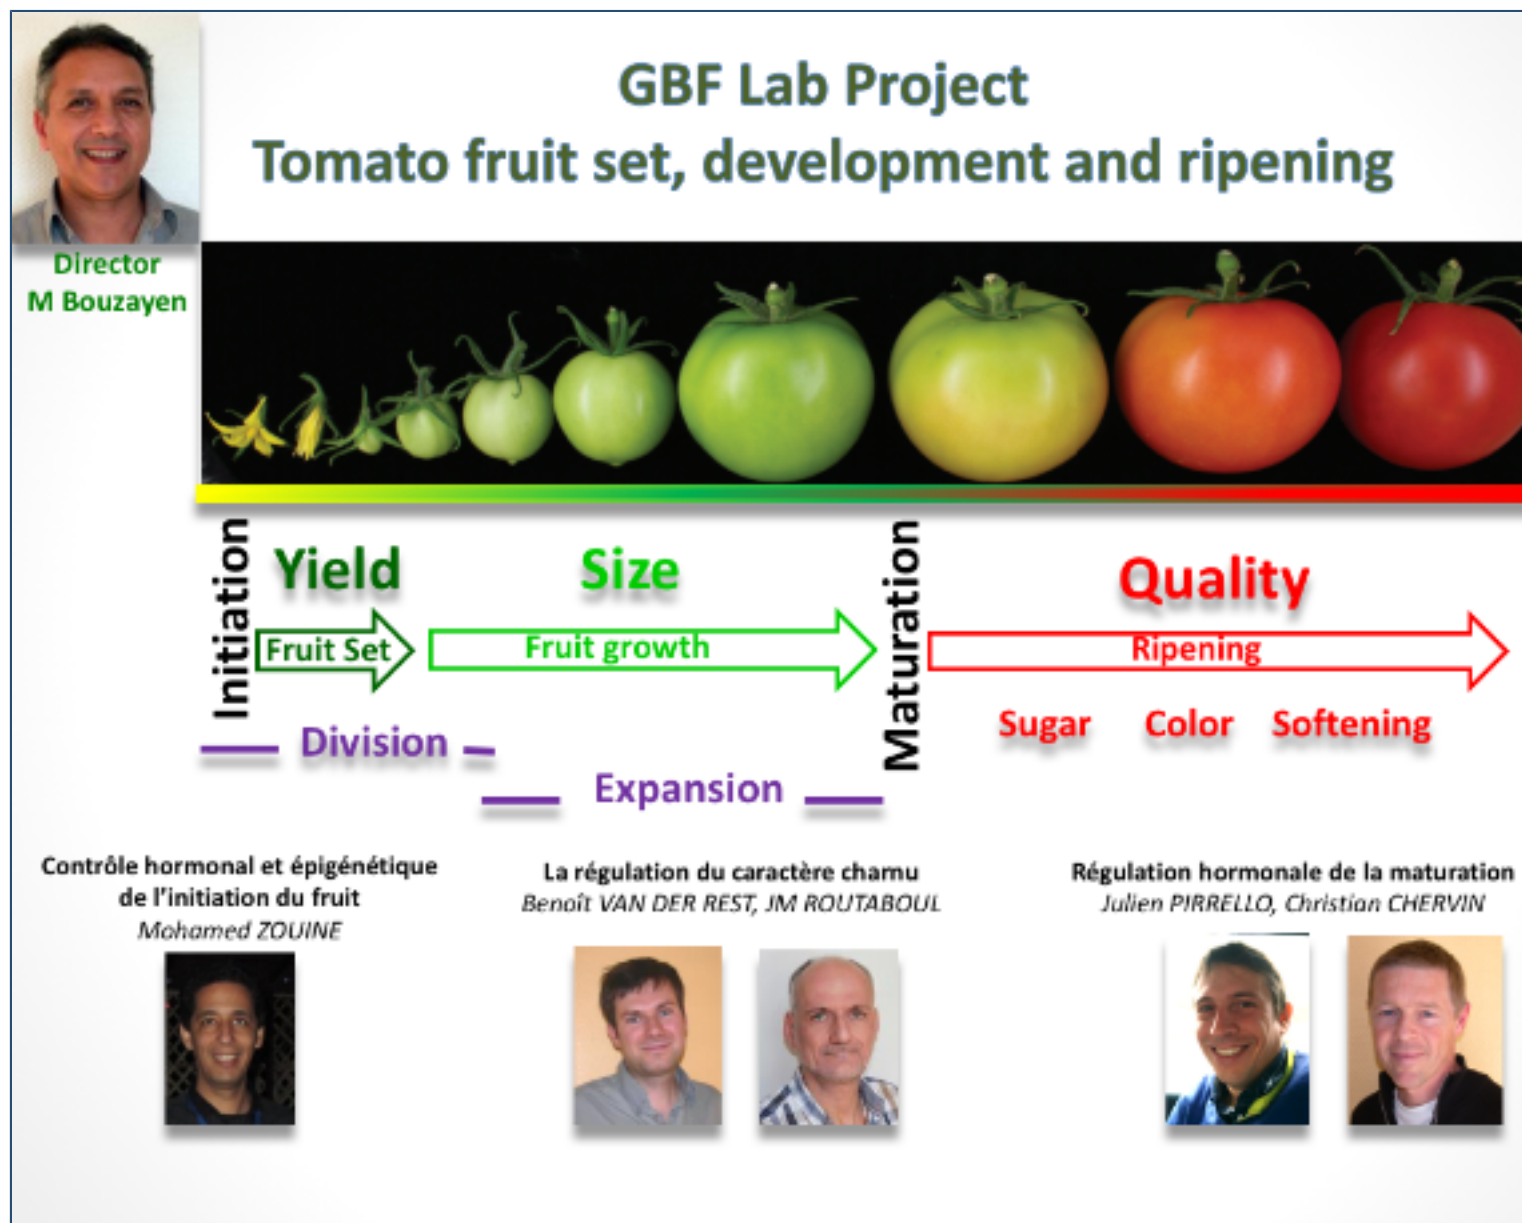 GBF Lab Project
Tomato fruit set, development and ripening
Director
M Bouzayen
Initiation
Yield
Size
Maturation
Quality
Fruit Set
Fruit growth
Ripening
Sugar Color Softening
Division
Expansion
Contrôle hormonal et épigénétique
de l'initiation du fruit
Mohamed ZOUINE
La régulation du caractère charnu
Benoît VAN DER REST, JM ROUTABOUL
Régulation hormonale de la maturation
Julien PIRRELLO, Christian CHERVIN